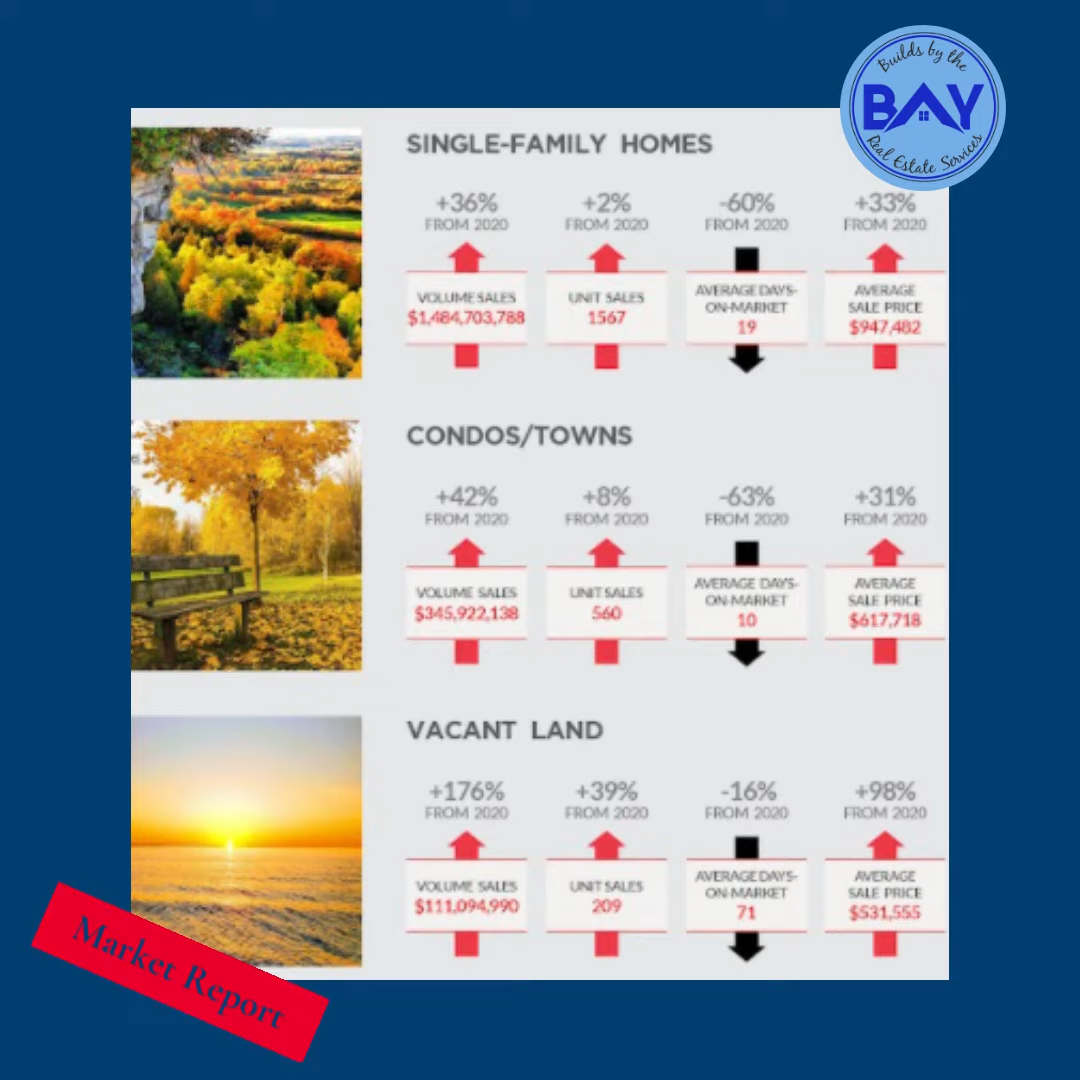 Builds by the
BAY
Real Estate Services
SINGLE-FAMILY HOMES
+36%
FROM 2020
VOLUME SALES
$1,484,703,788
+2%
FROM 2020
UNIT SALES
1567
-60%
FROM 2020
AVERAGE DAYS-
ON-MARKET
19
+33%
FROM 2020
AVERAGE
SALE PRICE
$947,482
CONDOS/TOWNS
+42%
FROM 2020
VOLUME SALES
$345,922,138
+8%
FROM 2020
UNIT SALES
560
-63%
FROM 2020
AVERAGE DAYS-
ON-MARKET
10
+31%
FROM 2020
AVERAGE
SALE PRICE
$617,718
VACANT LAND
+176%
FROM 2020
VOLUME SALES
$111,094,990
+39%
FROM 2020
UNIT SALES
209
-16%
FROM 2020
AVERAGE DAYS-
ON-MARKET
71
+98%
FROM 2020
AVERAGE
SALE PRICE
$531,555
Market Report